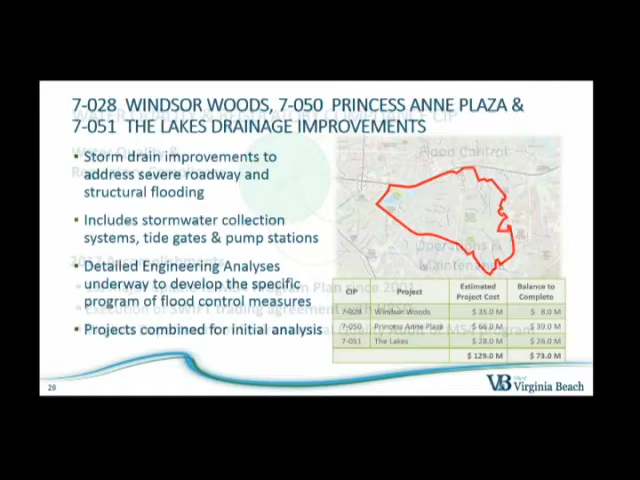 7-028 WINDSOR WOODS, 7-050 PRINCESS ANNE PLAZA &
7-051 THE LAKES DRAINAGE IMPROVEMENTS
Storm drain improvements to
address severe roadway and
structural flooding
Includes stormwater collection
systems, tide gates & pump stations
Detailed Engineering Analyses
underway to develop the specific
program of flood control measures
Projects combined for initial analysis
Flood Control
Operations &
Maintenance
CIP Project Estimated Project Cost Balance to Complete
7-028 Windsor Woods $ 35.0 M $ 8.0 M
7-050 Princess Anne Plaza $ 66.0 M $ 39.0 M
7-051 The Lakes $ 28.0 M $ 26.0 M
$ 129.0 M $ 73.0 M
28
VB City of Virginia Beach